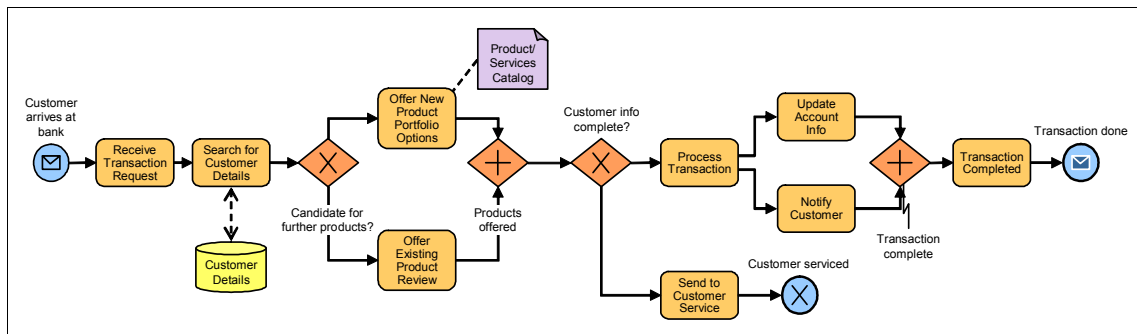 Customer
arrives at
bank
Receive
Transaction
Request
Search for
Customer
Details
Customer
Details
Candidate for
further products?
Offer New
Product
Portfolio
Options
Product/
Services
Catalog
Offer
Existing
Product
Review
Products
offered
Customer info
complete?
Process
Transaction
Update
Account
Info
Notify
Customer
Transaction
complete
Transaction
Completed
Transaction done
Send to
Customer
Service
Customer serviced